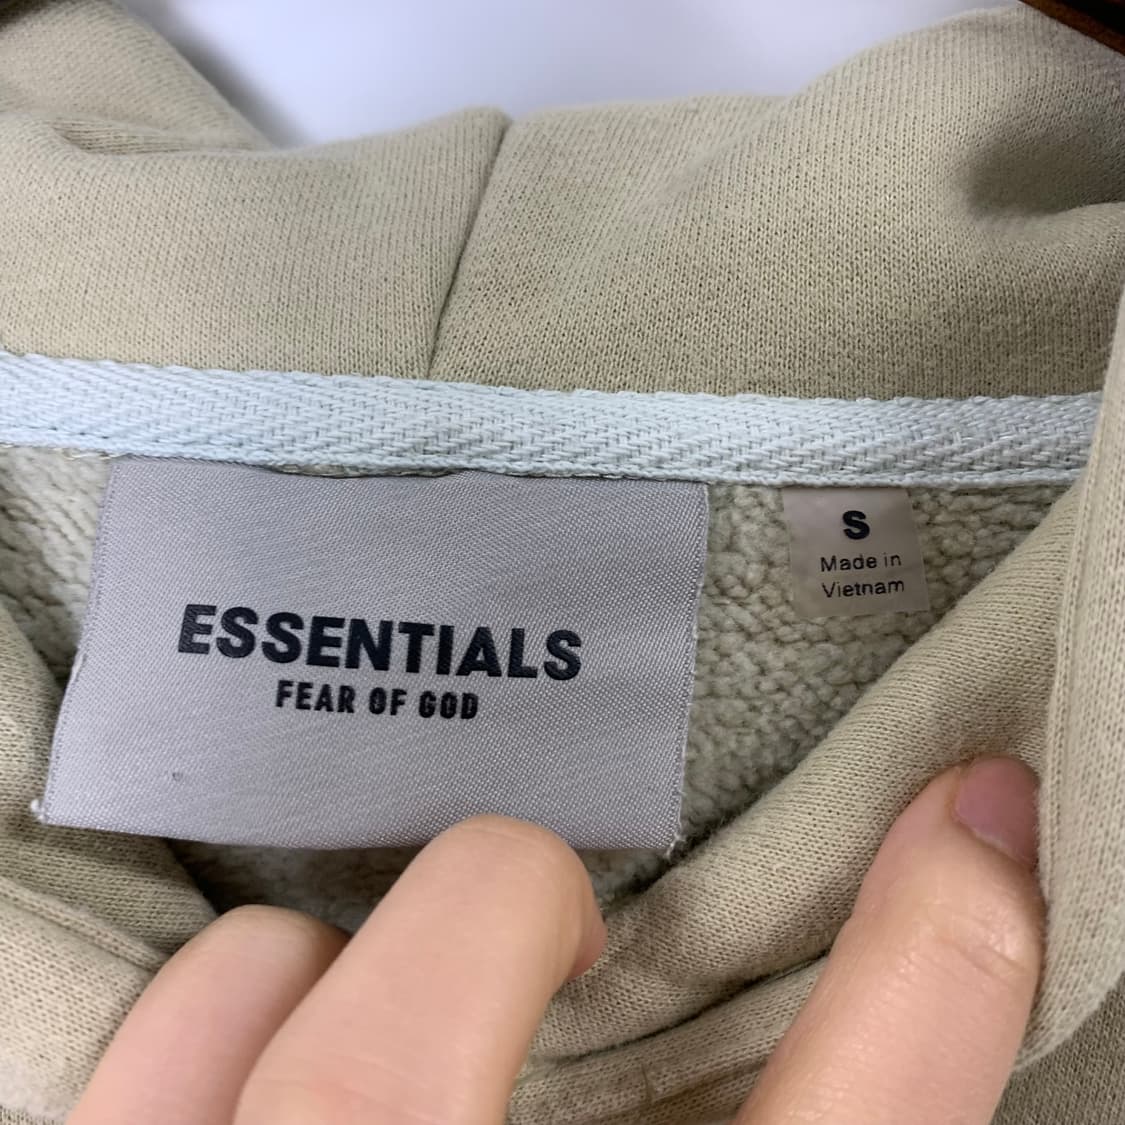 ESSENTIALS
FEAR OF GOD
S
Made in
Vietnam